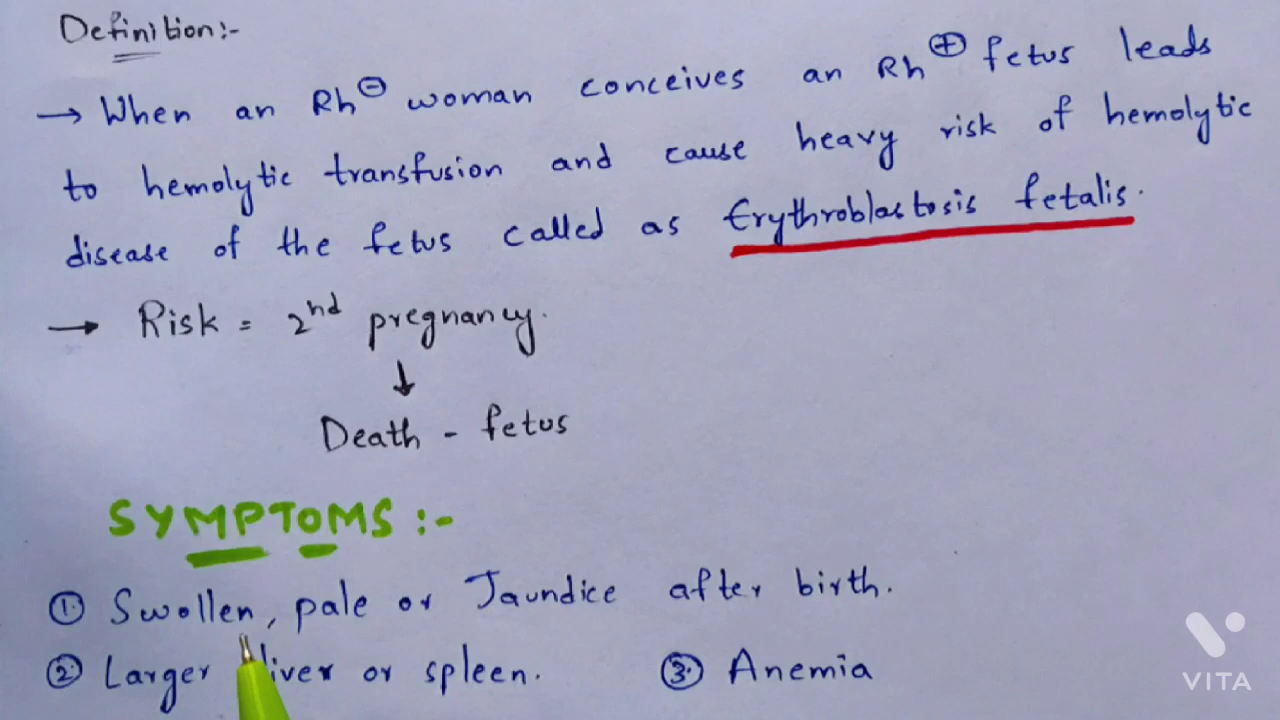 Definition:-
→ When an Rh⊖ woman conceives an Rh⊕ fetus leads
to hemolytic transfusion and cause heavy risk of hemolytic
disease of the fetus called as Erythroblastosis fetalis.
→ Risk = 2nd pregnancy.
↓
Death - fetus
SYMPTOMS :-
① Swollen, pale or Jaundice after birth.
② Larger liver or spleen. ③ Anemia
VITA